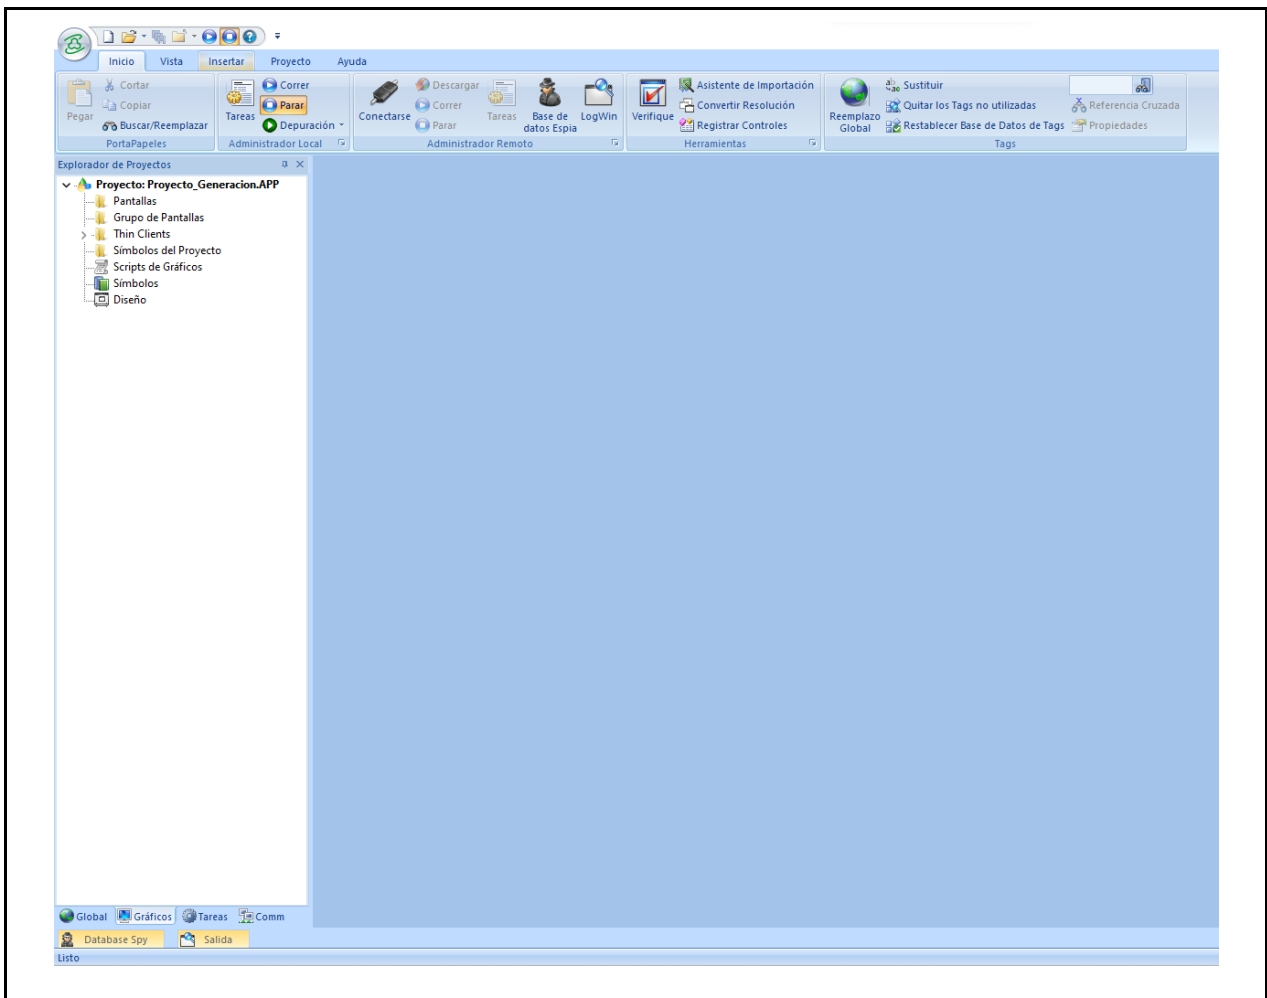 Inicio Vista Insertar Proyecto Ayuda
Pegar
Cortar
Copiar
Buscar/Reemplazar
PortaPapeles
Tareas
Correr
Parar
Depuración
Administrador Local
Conectarse
Descargar
Correr
Parar
Tareas
Base de
datos Espia
LogWin
Administrador Remoto
Verifique
Asistente de Importación
Convertir Resolución
Registrar Controles
Herramientas
Reemplazo
Global
Sustituir
Quitar los Tags no utilizadas
Restablecer Base de Datos de Tags
Referencia Cruzada
Propiedades
Tags
Explorador de Proyectos
Proyecto: Proyecto_Generacion.APP
Pantallas
Grupo de Pantallas
Thin Clients
Símbolos del Proyecto
Scripts de Gráficos
Símbolos
Diseño
Global Gráficos Tareas Comm
Database Spy Salida
Listo